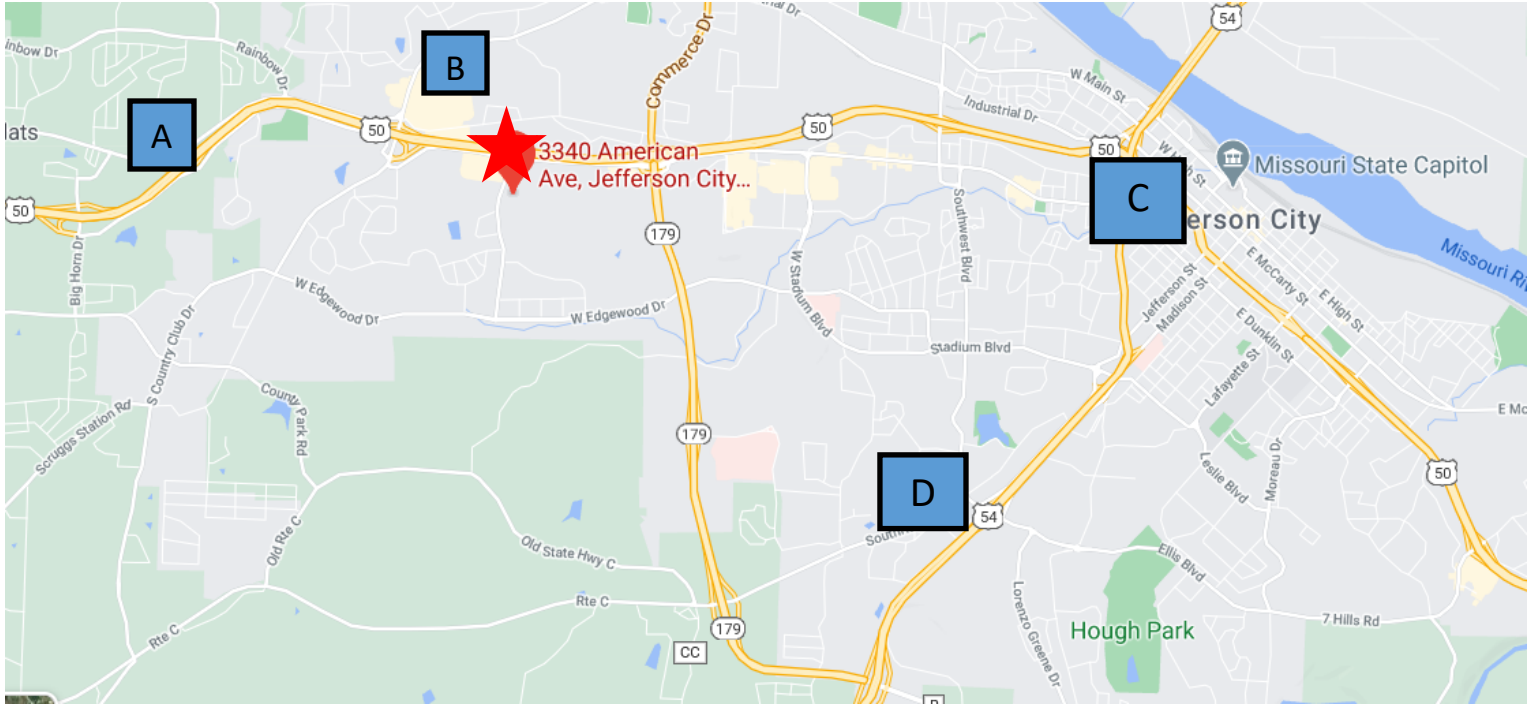 54
inbow Dr
Rainbow Dr
B
Commerce Dr
W Main St
Industrial Dr
A
lats
50
50
50
3340 American
Ave, Jefferson City...
W High St
Missouri State Capitol
C
erson City
50
179
Southwest Blvd
Big Horn Dr
W Edgewood Dr
W Edgewood Dr
W Stadium Blvd
Jefferson St
Madison St
E McCarty St
E High St
E Dunklin St
Missouri Riv
S Country Club Dr
Stadium Blvd
Lafayette St
County
Park Rd
Scruggs Station Rd
E Mc
179
Leslie Blvd
Moreau Dr
50
D
54
Old Rte C
Old State Hwy C
Ellis Blvd
Lorenzo Greene Dr
Rte C
Rte C
179
CC
Hough Park
7 Hills Rd